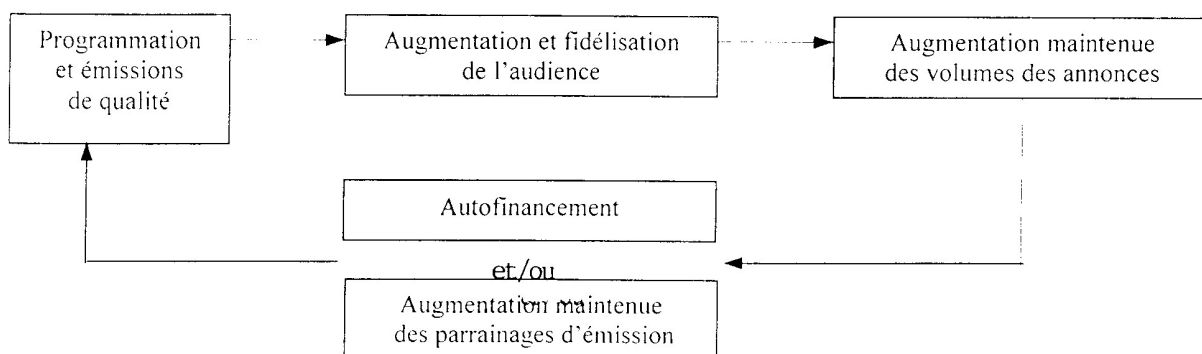 Programmation
et émissions
de qualité
Augmentation et fidélisation
de l'audience
Augmentation maintenue
des volumes des annonces
Autofinancement
et/ou
Augmentation maintenue
des parrainages d'émission